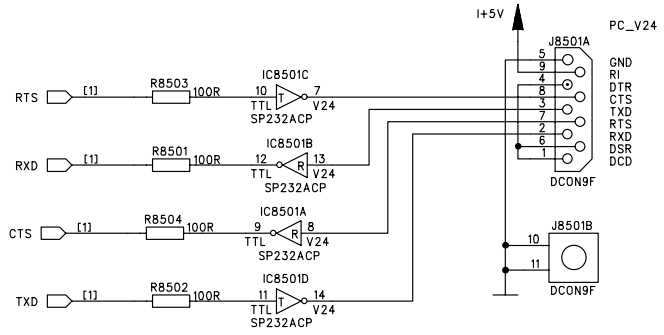 I+5V
PC_V24
J8501A
5 GND
9 RI
4 DTR
8 CTS
3 TXD
7 RTS
2 RXD
6 DSR
1 DCD
DCON9F
RTS [1] R8503 100R 10 IC8501C 7
TTL V24
SP232ACP
RXD [1] R8501 100R 12 IC8501B 13
TTL V24
SP232ACP
CTS [1] R8504 100R 9 IC8501A 8
TTL V24
SP232ACP
TXD [1] R8502 100R 11 IC8501D 14
TTL V24
SP232ACP
T
R
R
T
J8501B
10
11
DCON9F